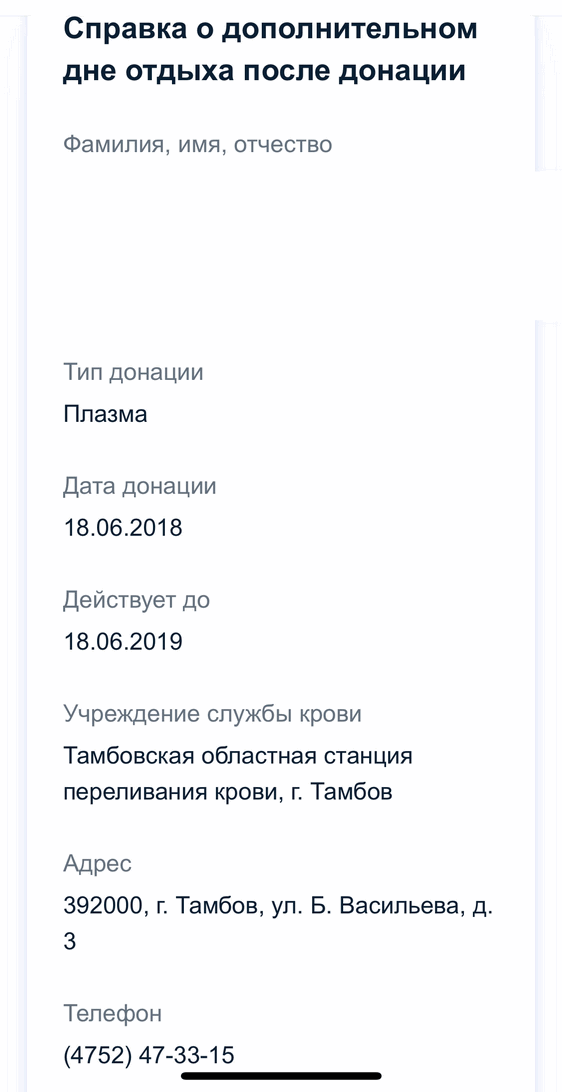 Справка о дополнительном
дне отдыха после донации
Фамилия, имя, отчество
Тип донации
Плазма
Дата донации
18.06.2018
Действует до
18.06.2019
Учреждение службы крови
Тамбовская областная станция
переливания крови, г. Тамбов
Адрес
392000, г. Тамбов, ул. Б. Васильева, д.
3
Телефон
(4752) 47-33-15